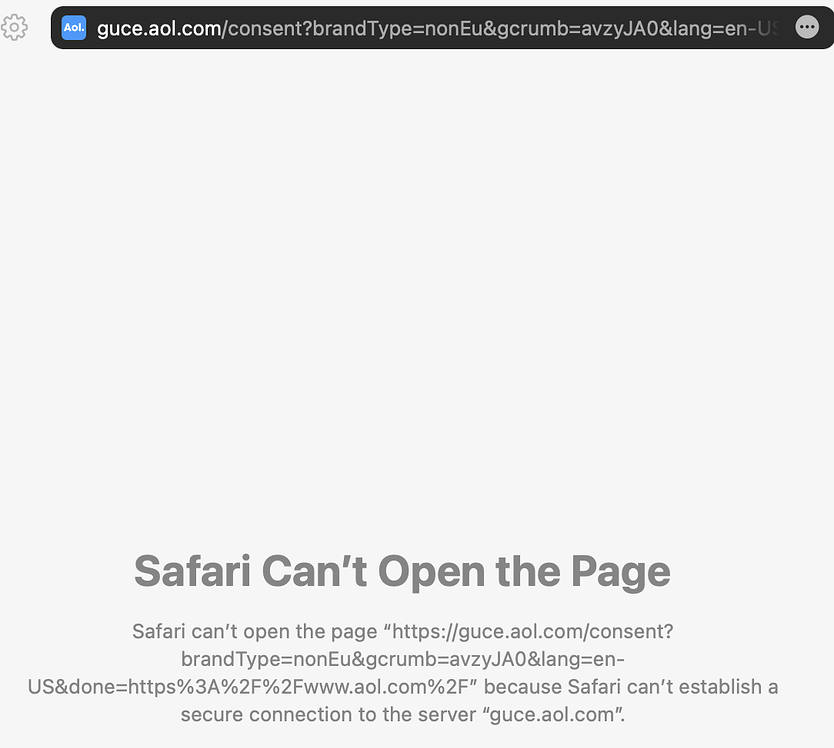 Aol.
guce.aol.com/consent?brandType=nonEu&gcrumb=avzyJA0&lang=en-US
Safari Can’t Open the Page
Safari can’t open the page “https://guce.aol.com/consent?
brandType=nonEu&gcrumb=avzyJA0&lang=en-
US&done=https%3A%2F%2Fwww.aol.com%2F” because Safari can’t establish a
secure connection to the server “guce.aol.com”.